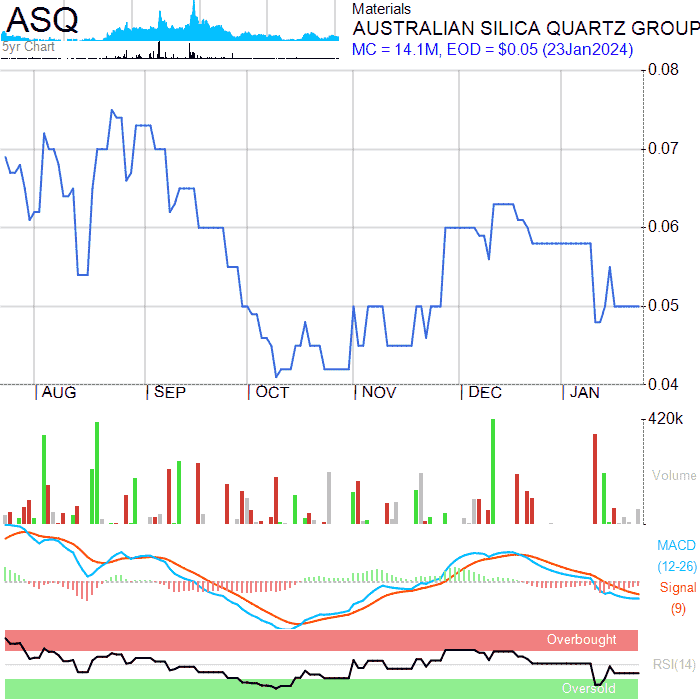 ASQ
5yr Chart
Materials
AUSTRALIAN SILICA QUARTZ GROUP
MC = 14.1M, EOD = $0.05 (23Jan2024)
0.08
0.07
0.06
0.05
0.04
AUG SEP OCT NOV DEC JAN
420k
Volume
MACD
(12-26)
Signal
(9)
Overbought
RSI(14)
Oversold